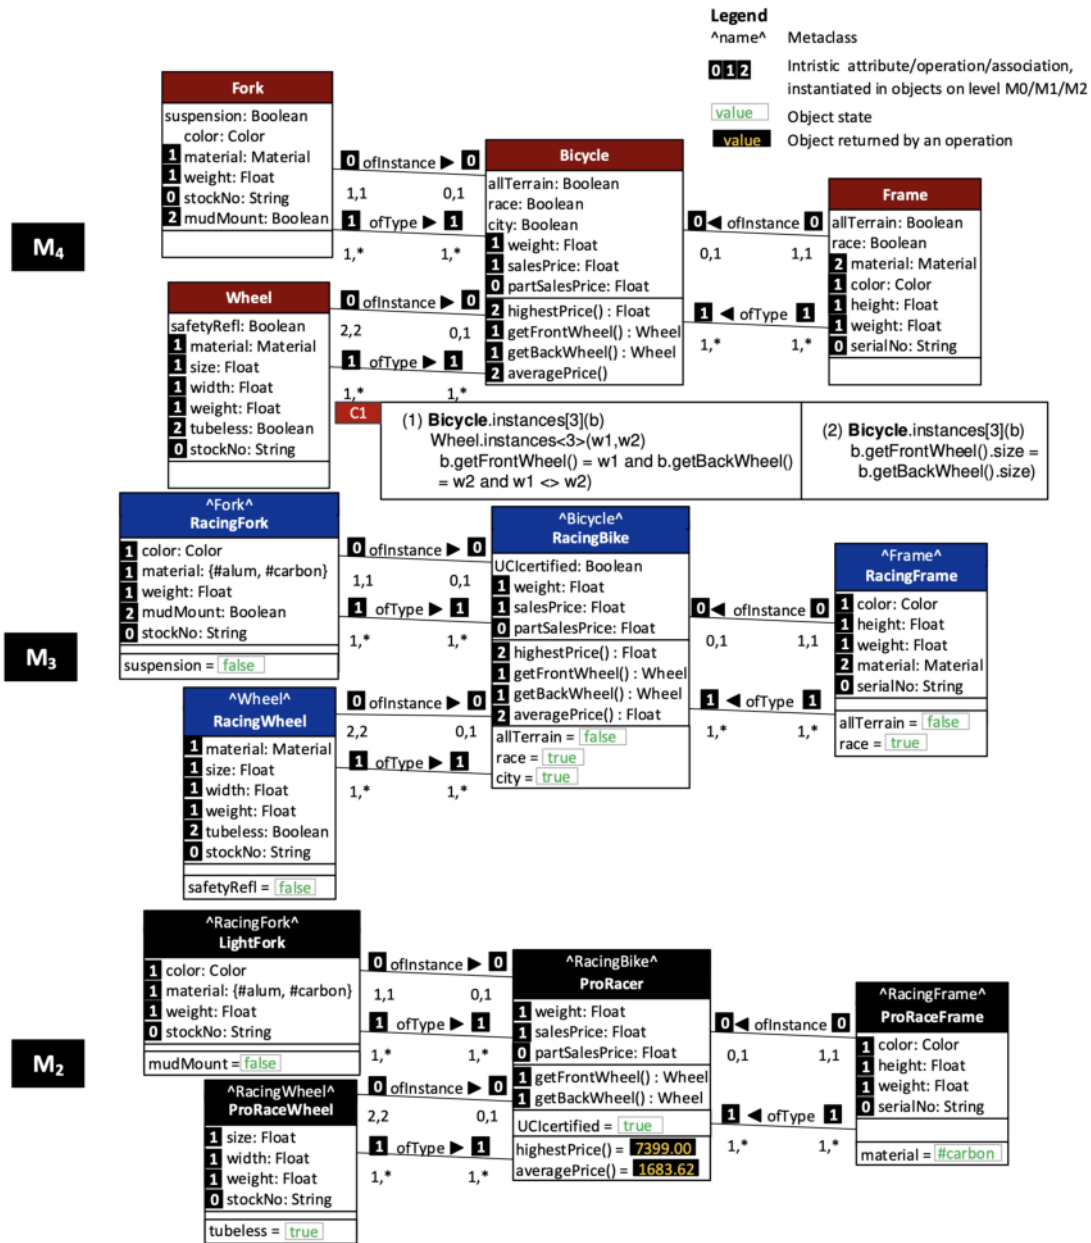 Legend
^name^ Metaclass
0 1 2 Intristic attribute/operation/association,
instantiated in objects on level M0/M1/M2
value Object state
value Object returned by an operation
M4
Fork
suspension: Boolean
color: Color
1 material: Material
1 weight: Float
0 stockNo: String
2 mudMount: Boolean
0 ofInstance ▶ 0
1,1 0,1
1 ofType ▶ 1
1,* 1,*
Bicycle
allTerrain: Boolean
race: Boolean
city: Boolean
1 weight: Float
1 salesPrice: Float
0 partSalesPrice: Float
2 highestPrice() : Float
1 getFrontWheel() : Wheel
1 getBackWheel() : Wheel
2 averagePrice()
0 ◀ ofInstance 0
0,1 1,1
1 ◀ ofType 1
1,* 1,*
Frame
allTerrain: Boolean
race: Boolean
2 material: Material
1 color: Color
1 height: Float
1 weight: Float
0 serialNo: String
Wheel
safetyRefl: Boolean
1 material: Material
1 size: Float
1 width: Float
1 weight: Float
2 tubeless: Boolean
0 stockNo: String
0 ofInstance ▶ 0
2,2 0,1
1 ofType ▶ 1
1,* 1,*
C1
(1) Bicycle.instances[3](b)
Wheel.instances<3>(w1,w2)
b.getFrontWheel() = w1 and b.getBackWheel()
= w2 and w1 <> w2)
(2) Bicycle.instances[3](b)
b.getFrontWheel().size =
b.getBackWheel().size)
M3
^Fork^
RacingFork
1 color: Color
1 material: {#alum, #carbon}
1 weight: Float
2 mudMount: Boolean
0 stockNo: String
suspension = false
0 ofInstance ▶ 0
1,1 0,1
1 ofType ▶ 1
1,* 1,*
^Bicycle^
RacingBike
UCIcertified: Boolean
1 weight: Float
1 salesPrice: Float
0 partSalesPrice: Float
2 highestPrice() : Float
1 getFrontWheel() : Wheel
1 getBackWheel() : Wheel
2 averagePrice() : Float
allTerrain = false
race = true
city = true
0 ◀ ofInstance 0
0,1 1,1
1 ◀ ofType 1
1,* 1,*
^Frame^
RacingFrame
1 color: Color
1 height: Float
1 weight: Float
2 material: Material
0 serialNo: String
allTerrain = false
race = true
^Wheel^
RacingWheel
1 material: Material
1 size: Float
1 width: Float
1 weight: Float
2 tubeless: Boolean
0 stockNo: String
safetyRefl = false
0 ofInstance ▶ 0
2,2 0,1
1 ofType ▶ 1
1,* 1,*
M2
^RacingFork^
LightFork
1 color: Color
1 material: {#alum, #carbon}
1 weight: Float
0 stockNo: String
mudMount = false
0 ofInstance ▶ 0
1,1 0,1
1 ofType ▶ 1
1,* 1,*
^RacingBike^
ProRacer
1 weight: Float
1 salesPrice: Float
0 partSalesPrice: Float
1 getFrontWheel() : Wheel
1 getBackWheel() : Wheel
UCIcertified = true
highestPrice() = 7399.00
averagePrice() = 1683.62
0 ◀ ofInstance 0
0,1 1,1
1 ◀ ofType 1
1,* 1,*
^RacingFrame^
ProRaceFrame
1 color: Color
1 height: Float
1 weight: Float
0 serialNo: String
material = #carbon
^RacingWheel^
ProRaceWheel
1 size: Float
1 width: Float
1 weight: Float
0 stockNo: String
tubeless = true
0 ofInstance ▶ 0
2,2 0,1
1 ofType ▶ 1
1,* 1,*